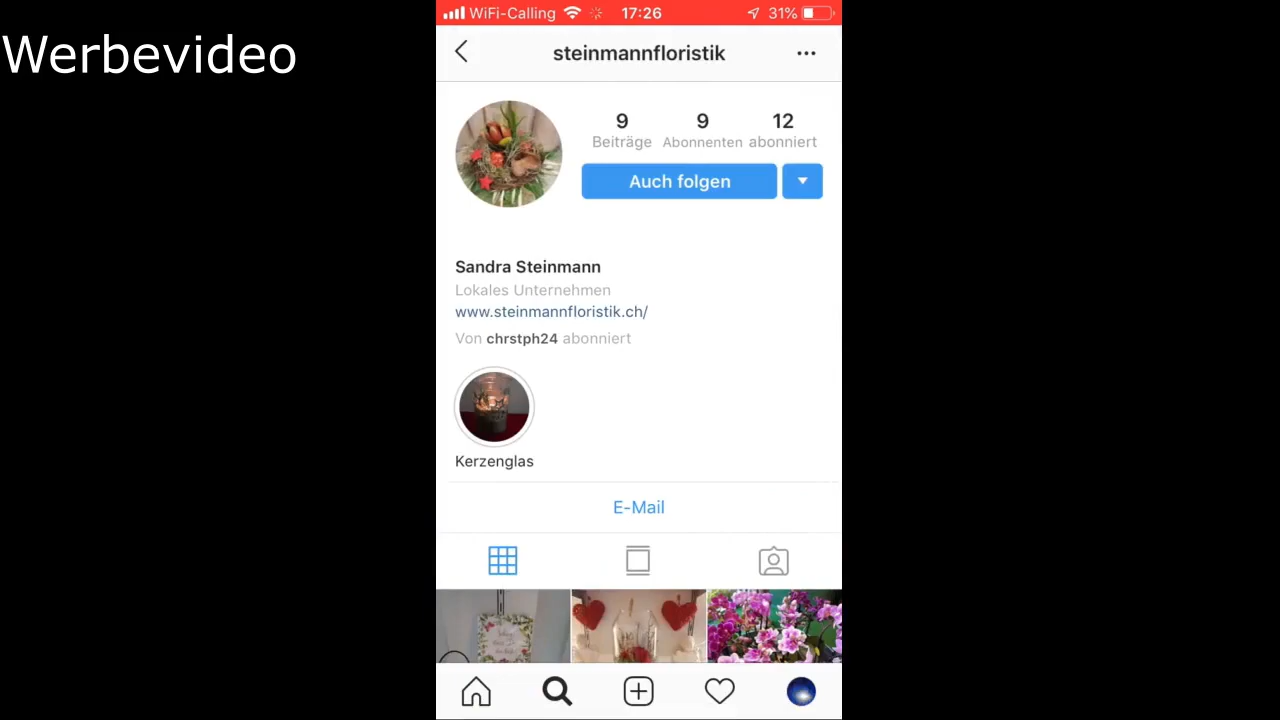 Werbevideo
WiFi-Calling 17:26 31%
steinmannfloristik
9 9 12
Beiträge Abonnenten abonniert
Auch folgen
Sandra Steinmann
Lokales Unternehmen
www.steinmannfloristik.ch/
Von chrstph24 abonniert
Kerzenglas
E-Mail